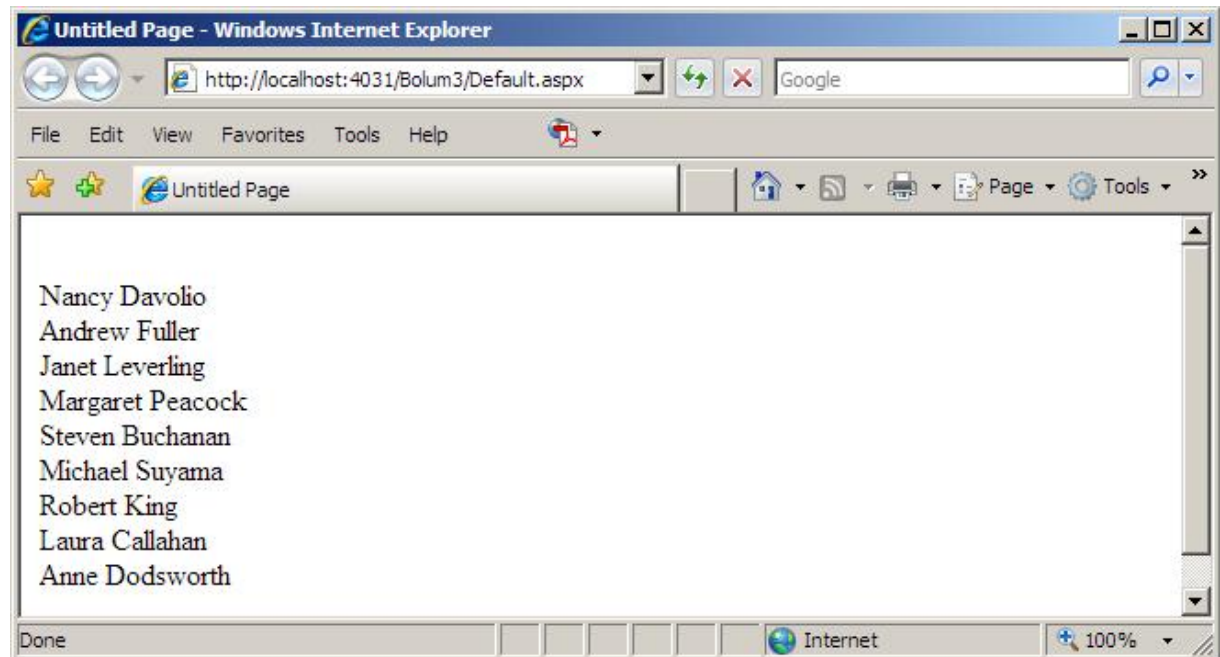 Untitled Page - Windows Internet Explorer
http://localhost:4031/Bolum3/Default.aspx
Google
File Edit View Favorites Tools Help
Untitled Page
Page
Tools
Nancy Davolio
Andrew Fuller
Janet Leverling
Margaret Peacock
Steven Buchanan
Michael Suyama
Robert King
Laura Callahan
Anne Dodsworth
Done
Internet
100%